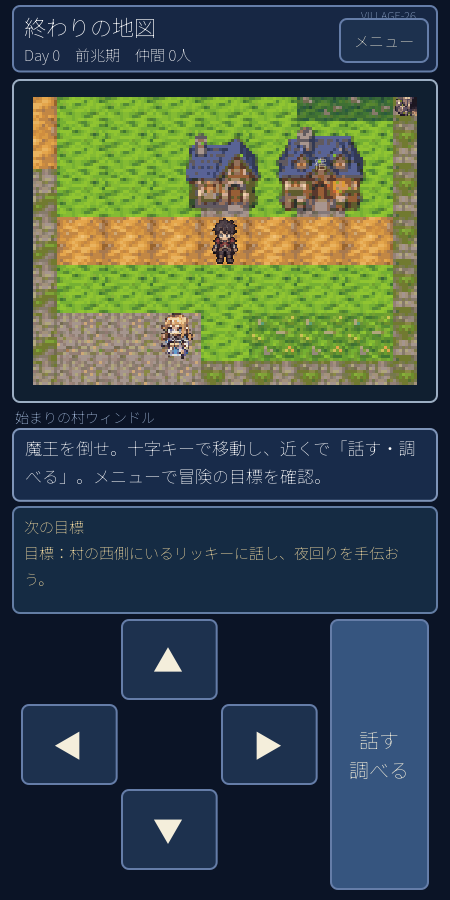 VILLAGE-26
終わりの地図
Day 0　前兆期　仲間 0人
メニュー
始まりの村ウィンドル
魔王を倒せ。十字キーで移動し、近くで「話す・調
べる」。メニューで冒険の目標を確認。
次の目標
目標：村の西側にいるリッキーに話し、夜回りを手伝お
う。
話す
調べる